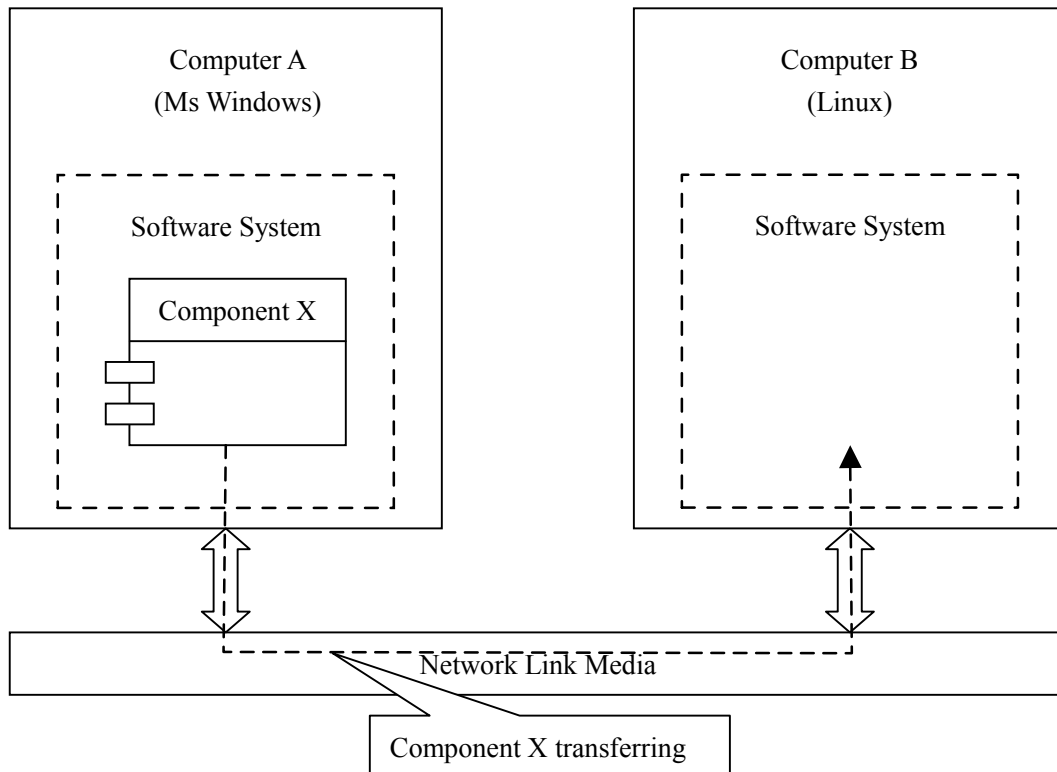 Computer A
(Ms Windows)
Software System
Component X
Computer B
(Linux)
Software System
Network Link Media
Component X transferring